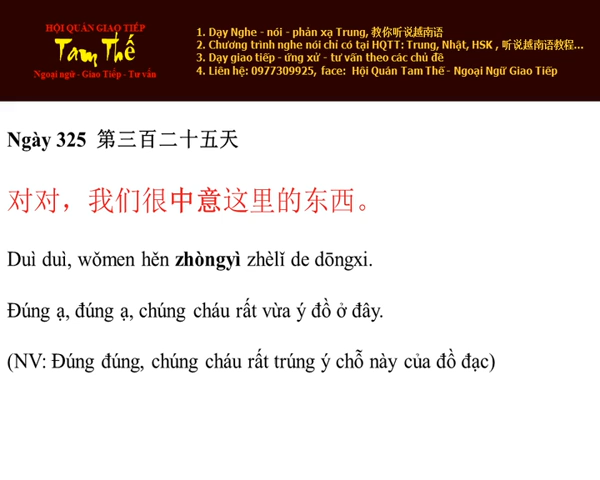 HỘI QUÁN GIAO TIẾP
Tam Thế
Ngoại ngữ - Giao Tiếp - Tư vấn
1. Dạy Nghe - nói - phản xạ Trung, 教你听说越南语
2. Chương trình nghe nói chỉ có tại HQTT: Trung, Nhật, HSK , 听说越南语教程...
3. Dạy giao tiếp - ứng xử - tư vấn theo các chủ đề
4. Liên hệ: 0977309925, face: Hội Quán Tam Thế - Ngoại Ngữ Giao Tiếp
Ngày 325 第三百二十五天
对对，我们很中意这里的东西。
Duì duì, wǒmen hěn zhòngyì zhèlǐ de dōngxi.
Đúng ạ, đúng ạ, chúng cháu rất vừa ý đồ ở đây.
(NV: Đúng đúng, chúng cháu rất trúng ý chỗ này của đồ đạc)